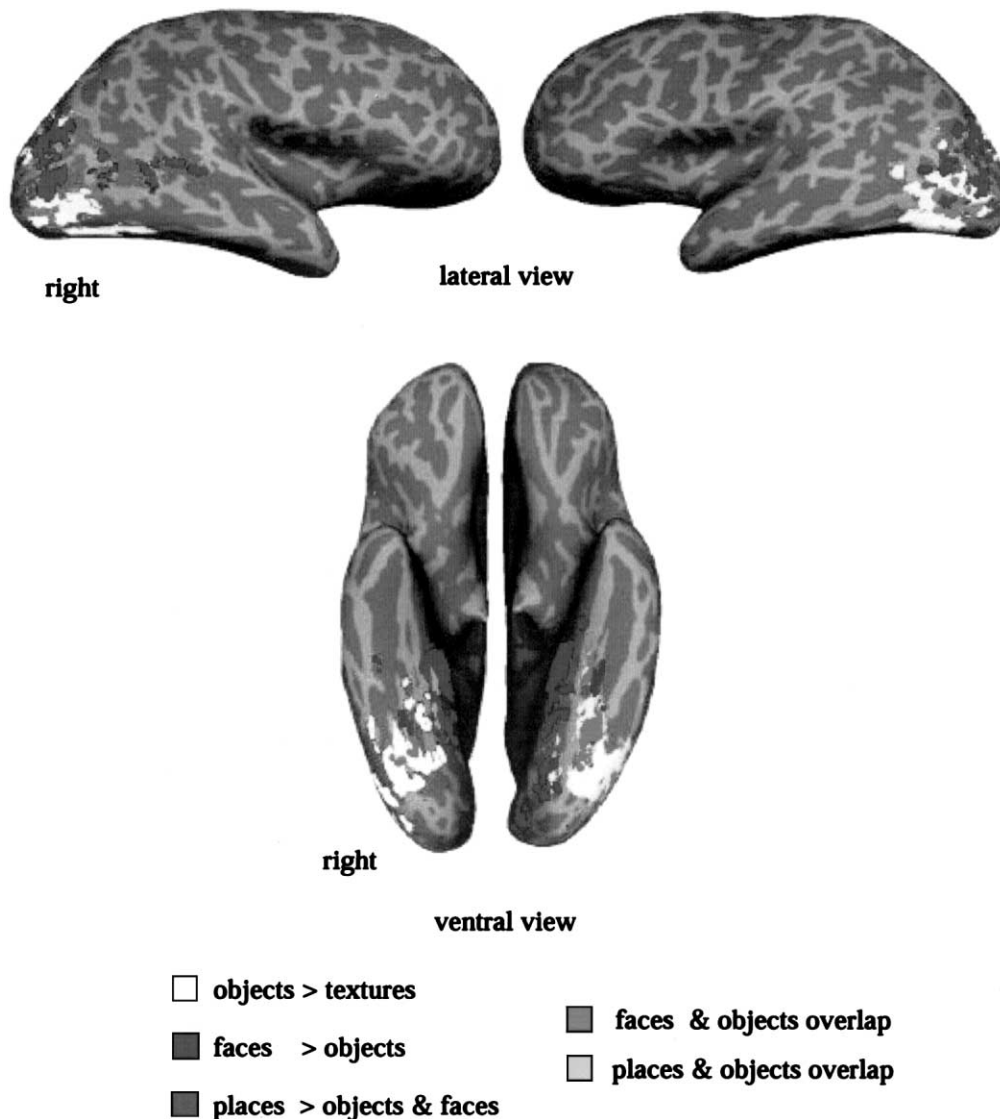 right
lateral view
right
ventral view
objects > textures
faces > objects
places > objects & faces
faces & objects overlap
places & objects overlap